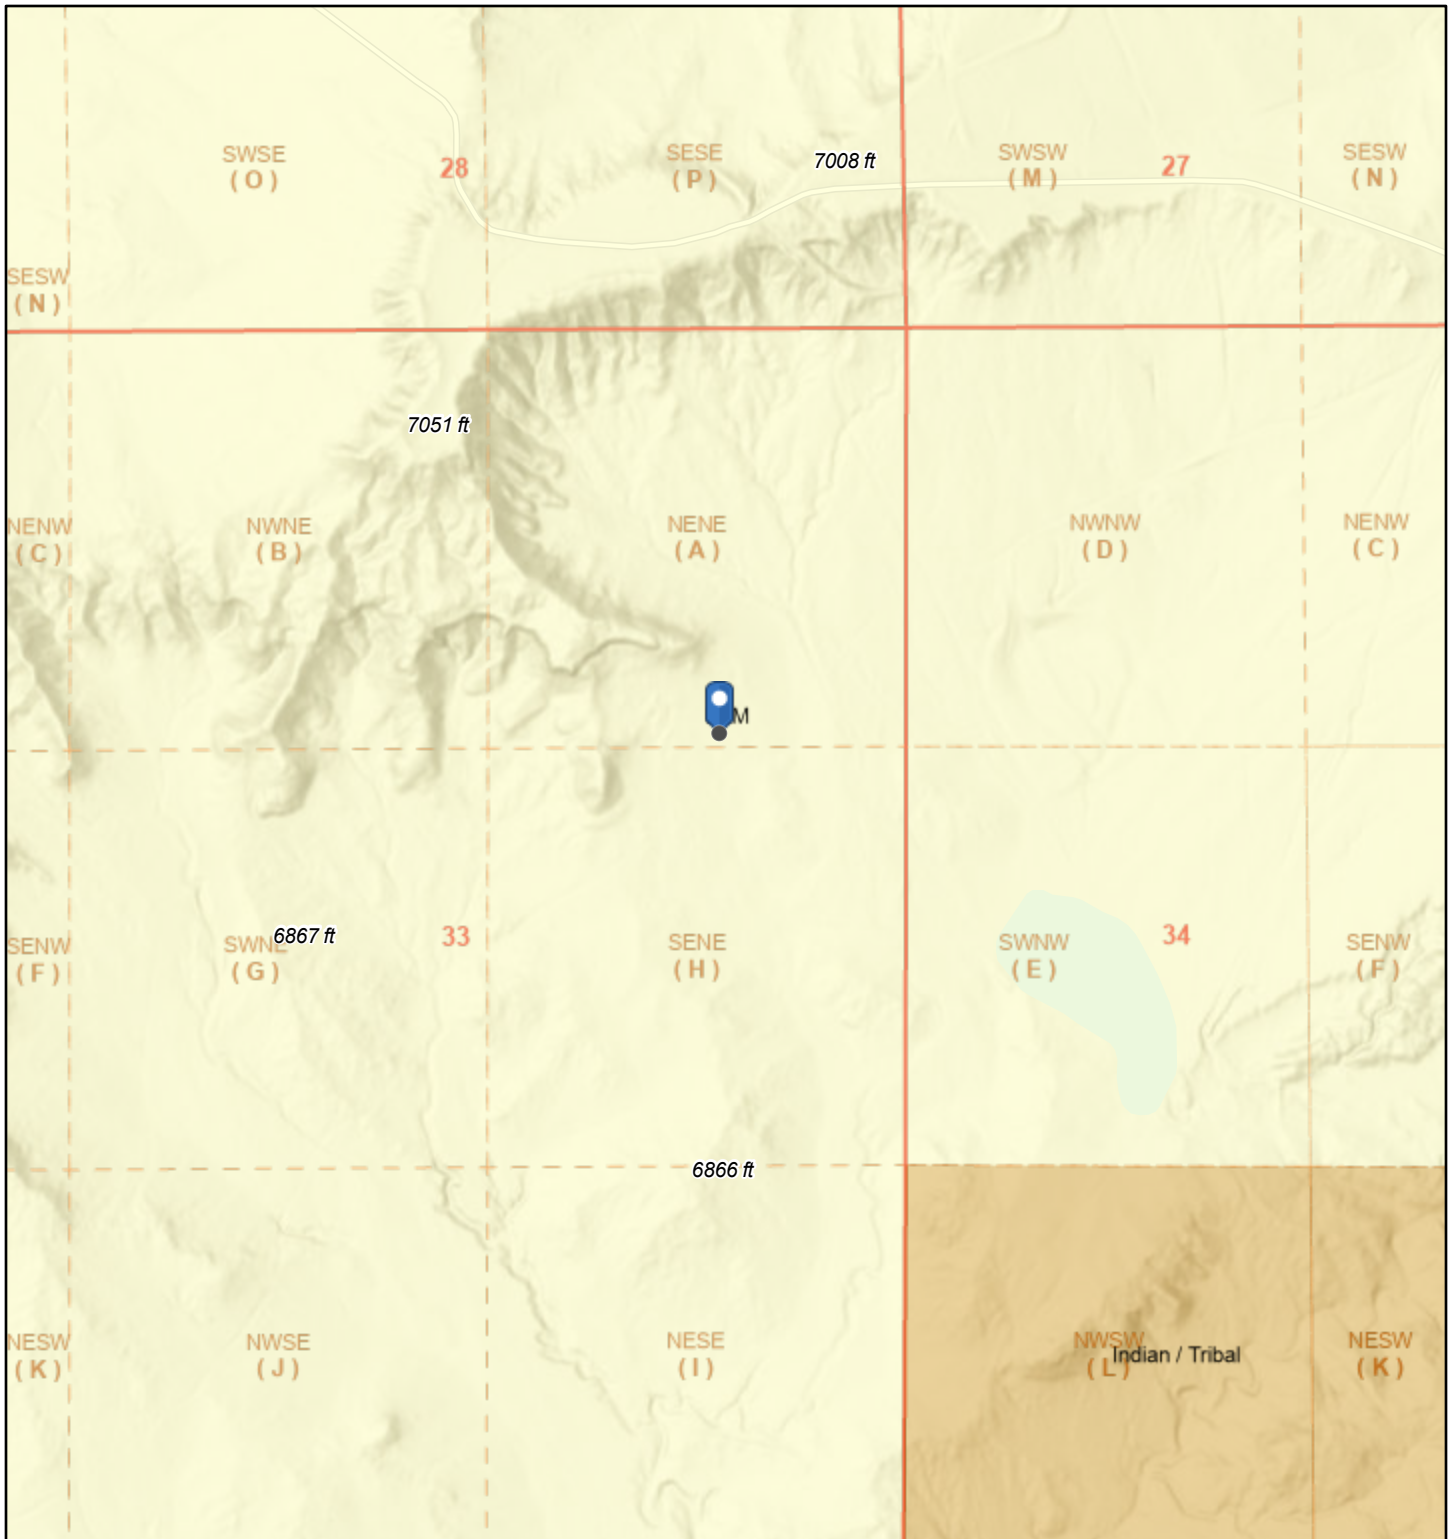 SWSE
( O )
28
SESE
( P )
7008 ft
SWSW
( M )
27
SESW
( N )
SESW
( N )
7051 ft
NENW
( C )
NWNE
( B )
NENE
( A )
NWNW
( D )
NENW
( C )
M
SENW
( F )
SWNE
( G )
6867 ft
33
SENE
( H )
SWNW
( E )
34
SENW
( F )
6866 ft
NESW
( K )
NWSE
( J )
NESE
( I )
NWSW
( L )
Indian / Tribal
NESW
( K )